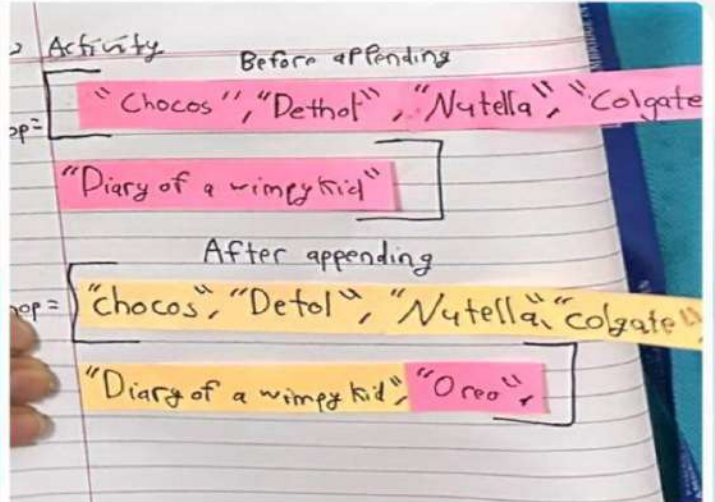 Activity
Before appending
op= [ "Chocos", "Dethol", "Nutella", "Colgate
"Diary of a wimpy kid" ]
After appending
op = [ "chocos", "Detol", "Nutella", "colgate"
"Diary of a wimpy kid", "Oreo", ]